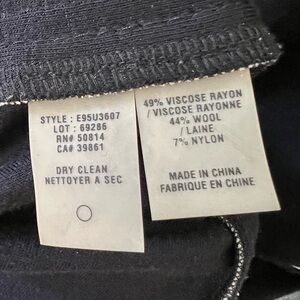 STYLE : E95U3607
LOT : 69286
RN# 50814
CA# 39861
DRY CLEAN
NETTOYER A SEC
49% VISCOSE RAYON
/ VISCOSE RAYONNE
44% WOOL
/ LAINE
7% NYLON
MADE IN CHINA
FABRIQUE EN CHINE